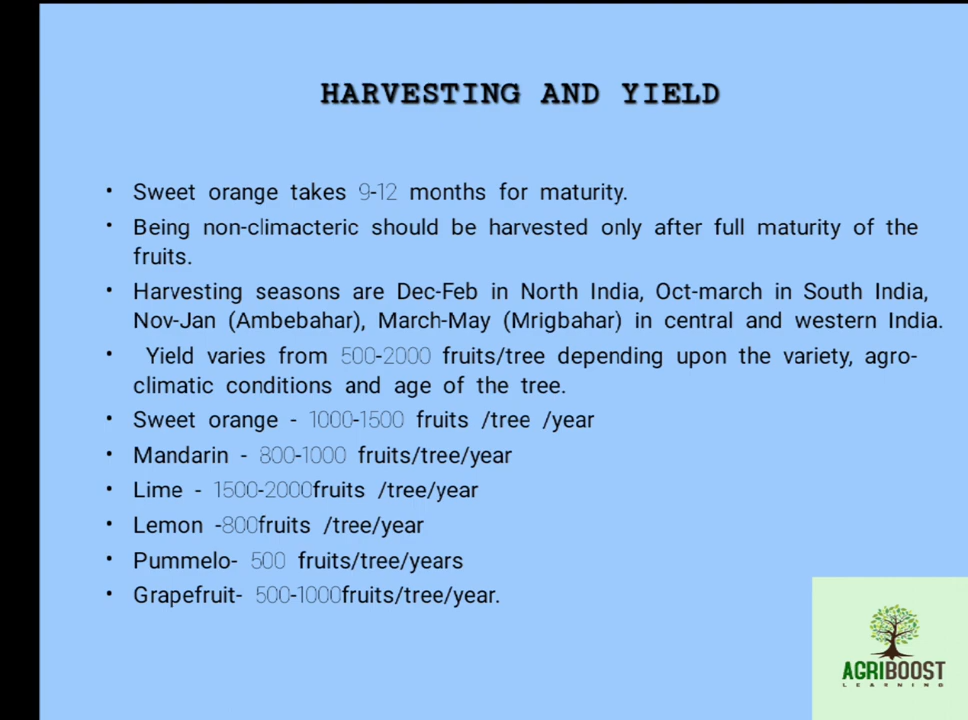 HARVESTING AND YIELD
• Sweet orange takes 9-12 months for maturity.
• Being non-climacteric should be harvested only after full maturity of the
fruits.
• Harvesting seasons are Dec-Feb in North India, Oct-march in South India,
Nov-Jan (Ambebahar), March-May (Mrigbahar) in central and western India.
• Yield varies from 500-2000 fruits/tree depending upon the variety, agro-
climatic conditions and age of the tree.
• Sweet orange - 1000-1500 fruits /tree /year
• Mandarin - 800-1000 fruits/tree/year
• Lime - 1500-2000fruits /tree/year
• Lemon -800fruits /tree/year
• Pummelo- 500 fruits/tree/years
• Grapefruit- 500-1000fruits/tree/year.
AGRIBOOST
LEARNING